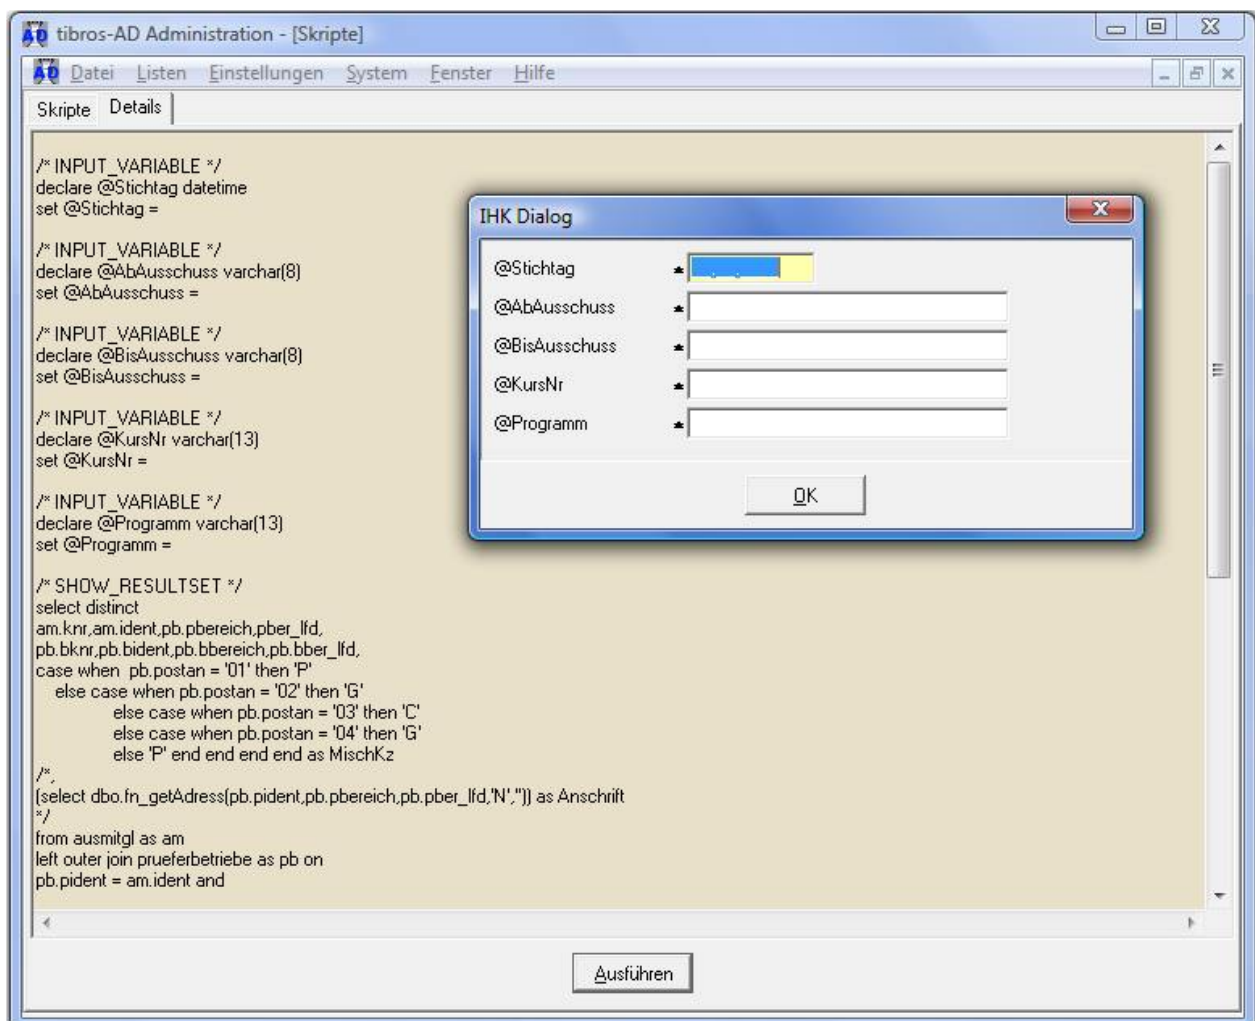 AD tibros-AD Administration - [Skripte]
AD Datei Listen Einstellungen System Fenster Hilfe
Skripte Details
/* INPUT_VARIABLE */
declare @Stichtag datetime
set @Stichtag =
/* INPUT_VARIABLE */
declare @AbAusschuss varchar(8)
set @AbAusschuss =
/* INPUT_VARIABLE */
declare @BisAusschuss varchar(8)
set @BisAusschuss =
/* INPUT_VARIABLE */
declare @KursNr varchar(13)
set @KursNr =
/* INPUT_VARIABLE */
declare @Programm varchar(13)
set @Programm =
/* SHOW_RESULTSET */
select distinct
am.knr,am.ident,pb.pbereich,pber_lfd,
pb.bknr,pb.bident,pb.bbereich,pb.bber_lfd,
case when pb.postan = '01' then 'P'
else case when pb.postan = '02' then 'G'
else case when pb.postan = '03' then 'C'
else case when pb.postan = '04' then 'G'
else 'P' end end end end as MischKz
/*,
(select dbo.fn_getAdress(pb.pident,pb.pbereich,pb.pber_lfd,'N','')) as Anschrift
*/
from ausmitgl as am
left outer join prueferbetriebe as pb on
pb.pident = am.ident and
IHK Dialog
@Stichtag *
@AbAusschuss *
@BisAusschuss *
@KursNr *
@Programm *
OK
Ausführen